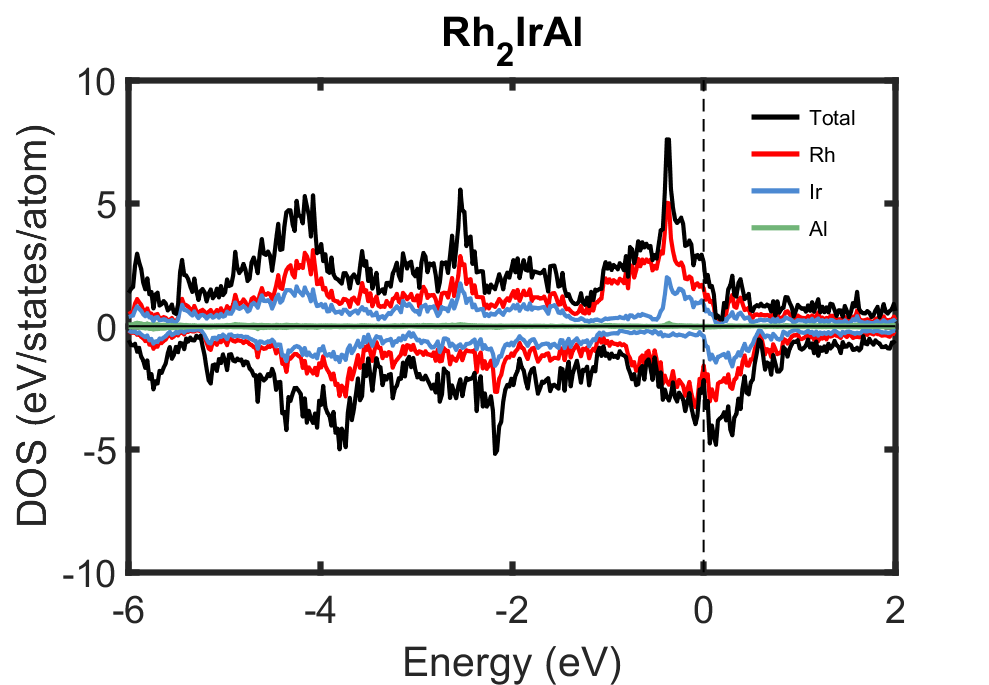 Rh2IrAl
10
5
0
-5
-10
DOS (eV/states/atom)
Total
Rh
Ir
Al
-6
-4
-2
0
2
Energy (eV)